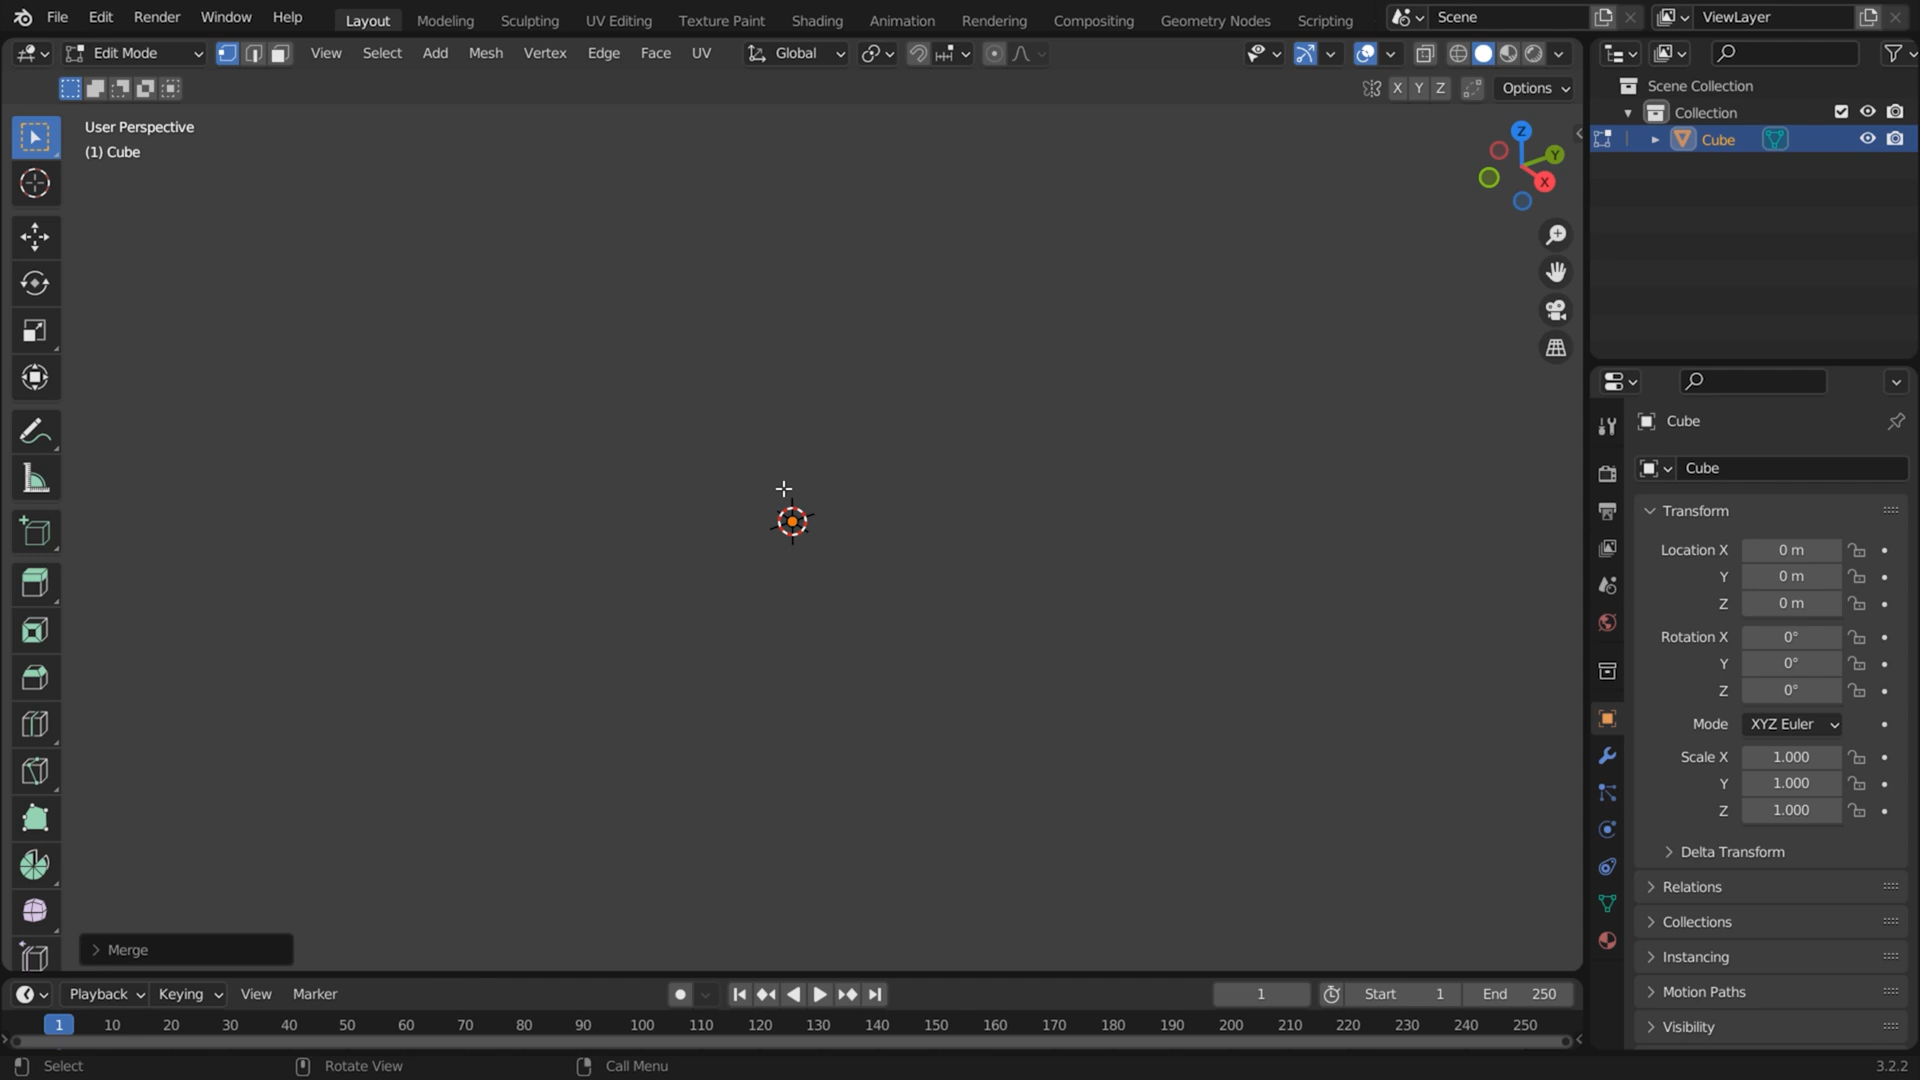 File Edit Render Window Help Layout Modeling Sculpting UV Editing Texture Paint Shading Animation Rendering Compositing Geometry Nodes Scripting Scene ViewLayer
Edit Mode View Select Add Mesh Vertex Edge Face UV Global
X Y Z Options
User Perspective
(1) Cube
Z
Y
X
Scene Collection
Collection
Cube
Cube
Cube
Transform
Location X 0 m
Y 0 m
Z 0 m
Rotation X 0°
Y 0°
Z 0°
Mode XYZ Euler
Scale X 1.000
Y 1.000
Z 1.000
Delta Transform
Relations
Collections
Instancing
Motion Paths
Visibility
Merge
Playback Keying View Marker 1 Start 1 End 250
1 10 20 30 40 50 60 70 80 90 100 110 120 130 140 150 160 170 180 190 200 210 220 230 240 250
Select Rotate View Call Menu 3.2.2